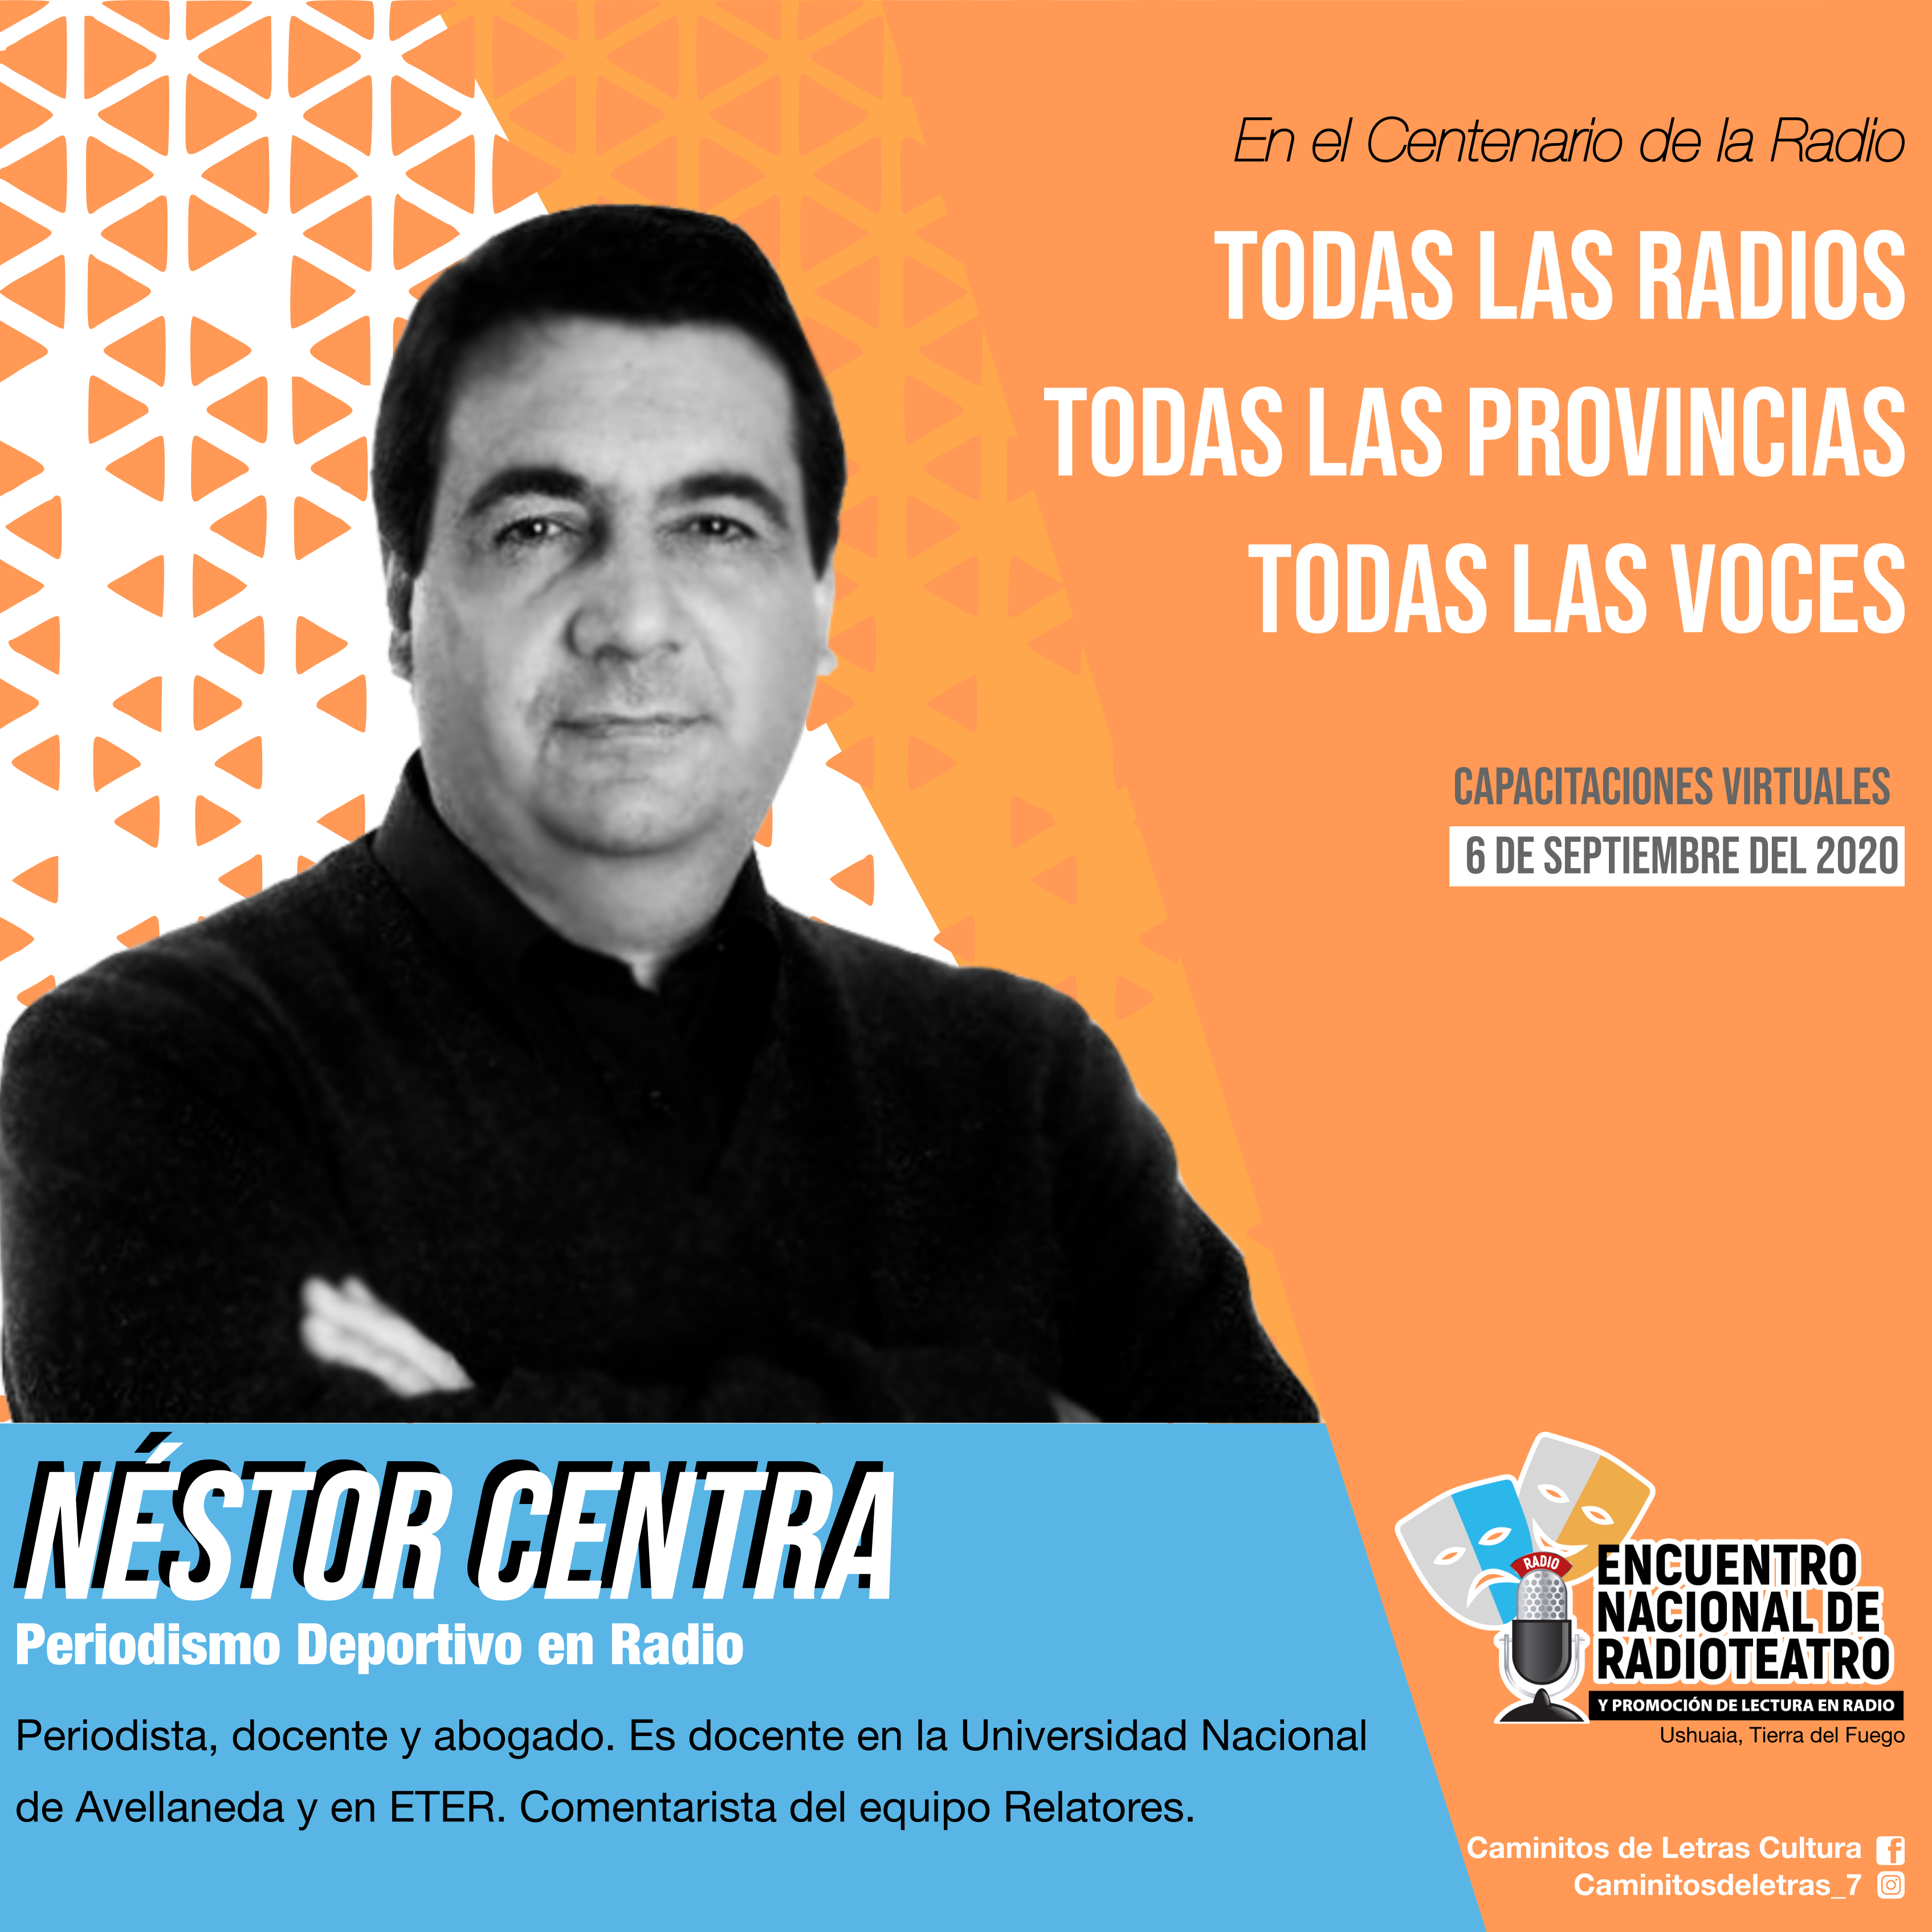 En el Centenario de la Radio
TODAS LAS RADIOS
TODAS LAS PROVINCIAS
TODAS LAS VOCES
CAPACITACIONES VIRTUALES
6 DE SEPTIEMBRE DEL 2020
NÉSTOR CENTRA
Periodismo Deportivo en Radio
Periodista, docente y abogado. Es docente en la Universidad Nacional
de Avellaneda y en ETER. Comentarista del equipo Relatores.
RADIO
ENCUENTRO
NACIONAL DE
RADIOTEATRO
Y PROMOCIÓN DE LECTURA EN RADIO
Ushuaia, Tierra del Fuego
Caminitos de Letras Cultura
Caminitosdeletras_7